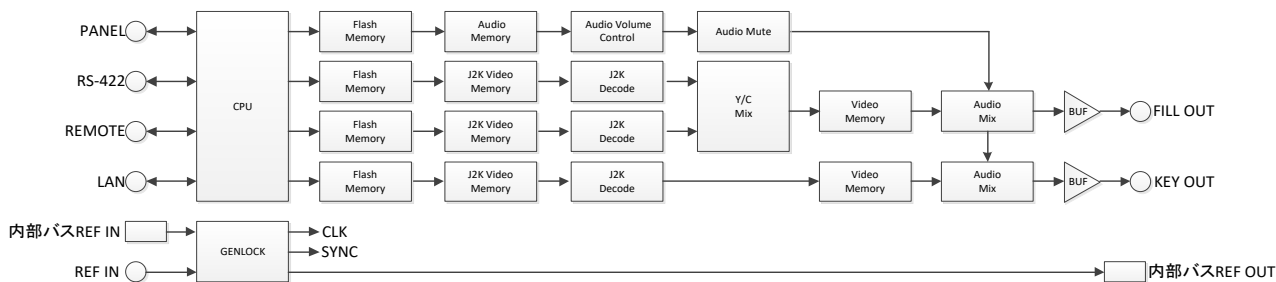 PANEL
RS-422
REMOTE
LAN
CPU
Flash
Memory
Audio
Memory
Audio Volume
Control
Audio Mute
Flash
Memory
J2K Video
Memory
J2K
Decode
Y/C
Mix
Flash
Memory
J2K Video
Memory
J2K
Decode
Video
Memory
Audio
Mix
BUF
FILL OUT
Flash
Memory
J2K Video
Memory
J2K
Decode
Video
Memory
Audio
Mix
BUF
KEY OUT
内部バスREF IN
REF IN
GENLOCK
CLK
SYNC
内部バスREF OUT